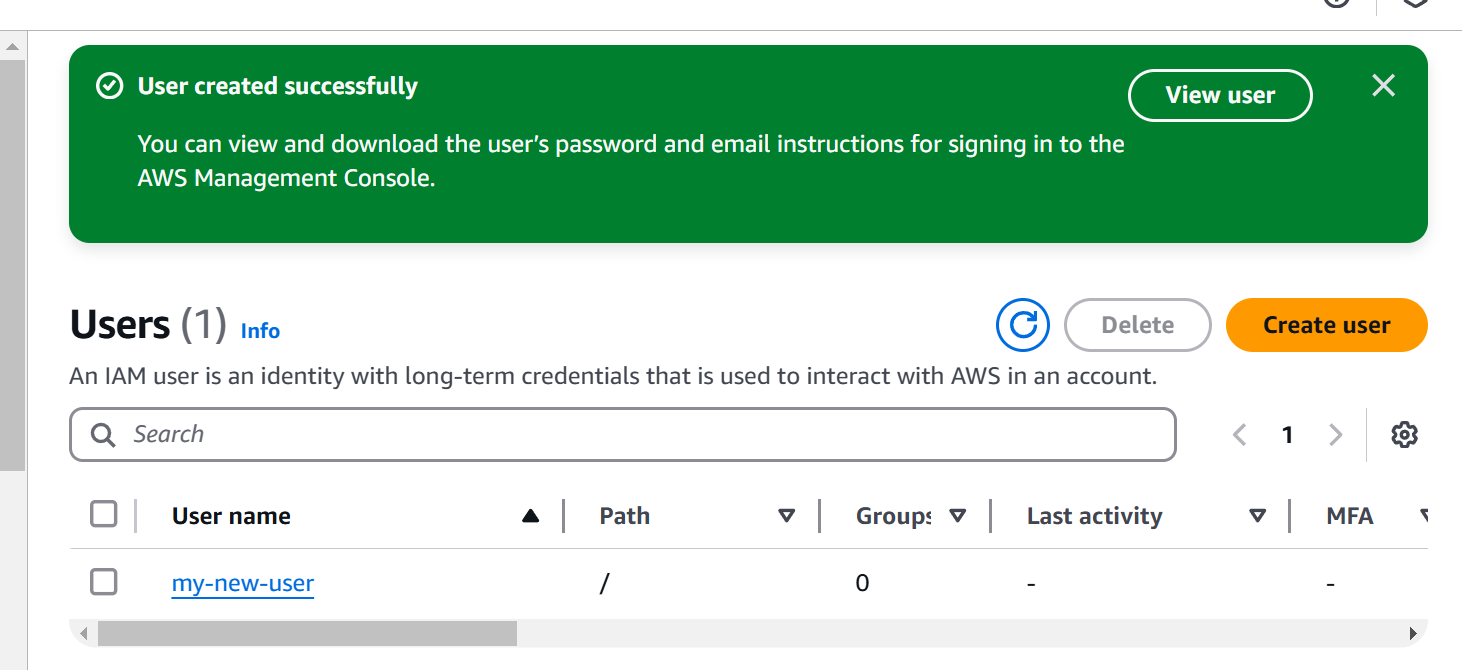 User created successfully
View user
You can view and download the user’s password and email instructions for signing in to the
AWS Management Console.
Users (1) Info
Delete
Create user
An IAM user is an identity with long-term credentials that is used to interact with AWS in an account.
Search
1
User name Path Groups Last activity MFA
my-new-user / 0 - -